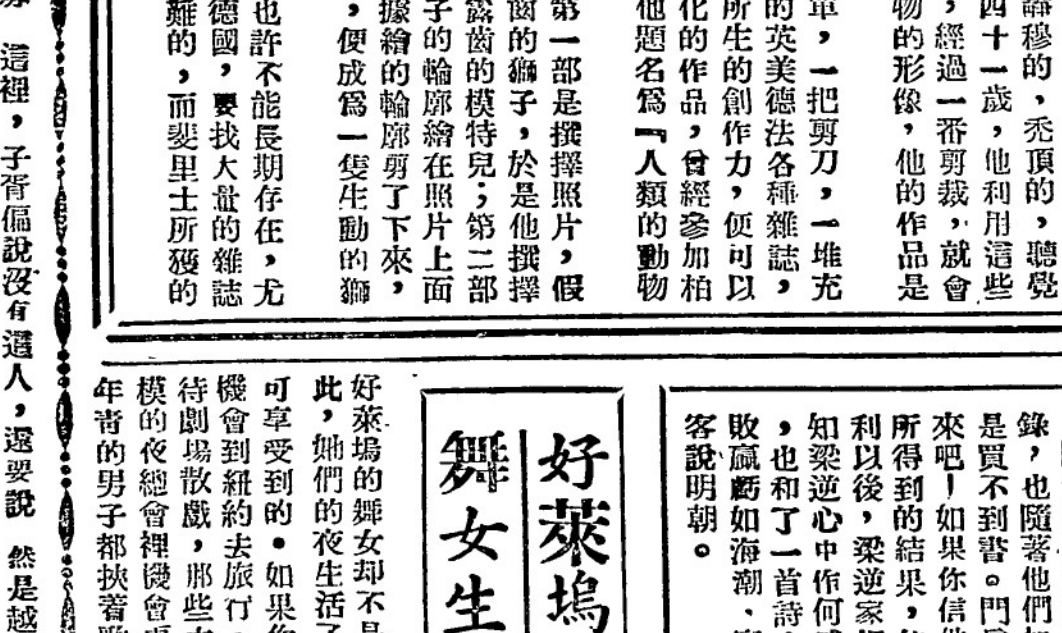 諧穆的，禿頂的，聽覺
四十一歲，他利用這些
，經過一番剪裁，就會
物的形像，他的作品是
單，一把剪刀，一堆充
的英美德法各種雜誌，
所生的創作力，便可以
化的作品，曾經參加柏
他題名爲『人類的動物
第一部是撰擇照片，假
齒的獅子，於是他撰擇
露齒的模特兒；第二部
子的輪廓繪在照片上面
據繪的輪廓剪了下來，
，便成爲一隻生動的獅
也許不能長期存在，尤
德國，要找大量的雜誌
難的，而斐里士所獲的
錄，也隨著他們
是買不到書。門
來吧！如果你信他
所得到的結果，
利以後，梁逆家
知梁逆心中作何
，也和了一首詩
敗贏虧如海潮、
客說明朝。
好萊塢
舞女生
好萊塢的舞女却不是
此，她們的夜生活了
可享受到的。如果你
機會到紐約去旅行。
待劇場散戲，那些
模的夜總會裡
年青的男子都挾着
這裡，子胥偏說没有這人，還要說 然是越